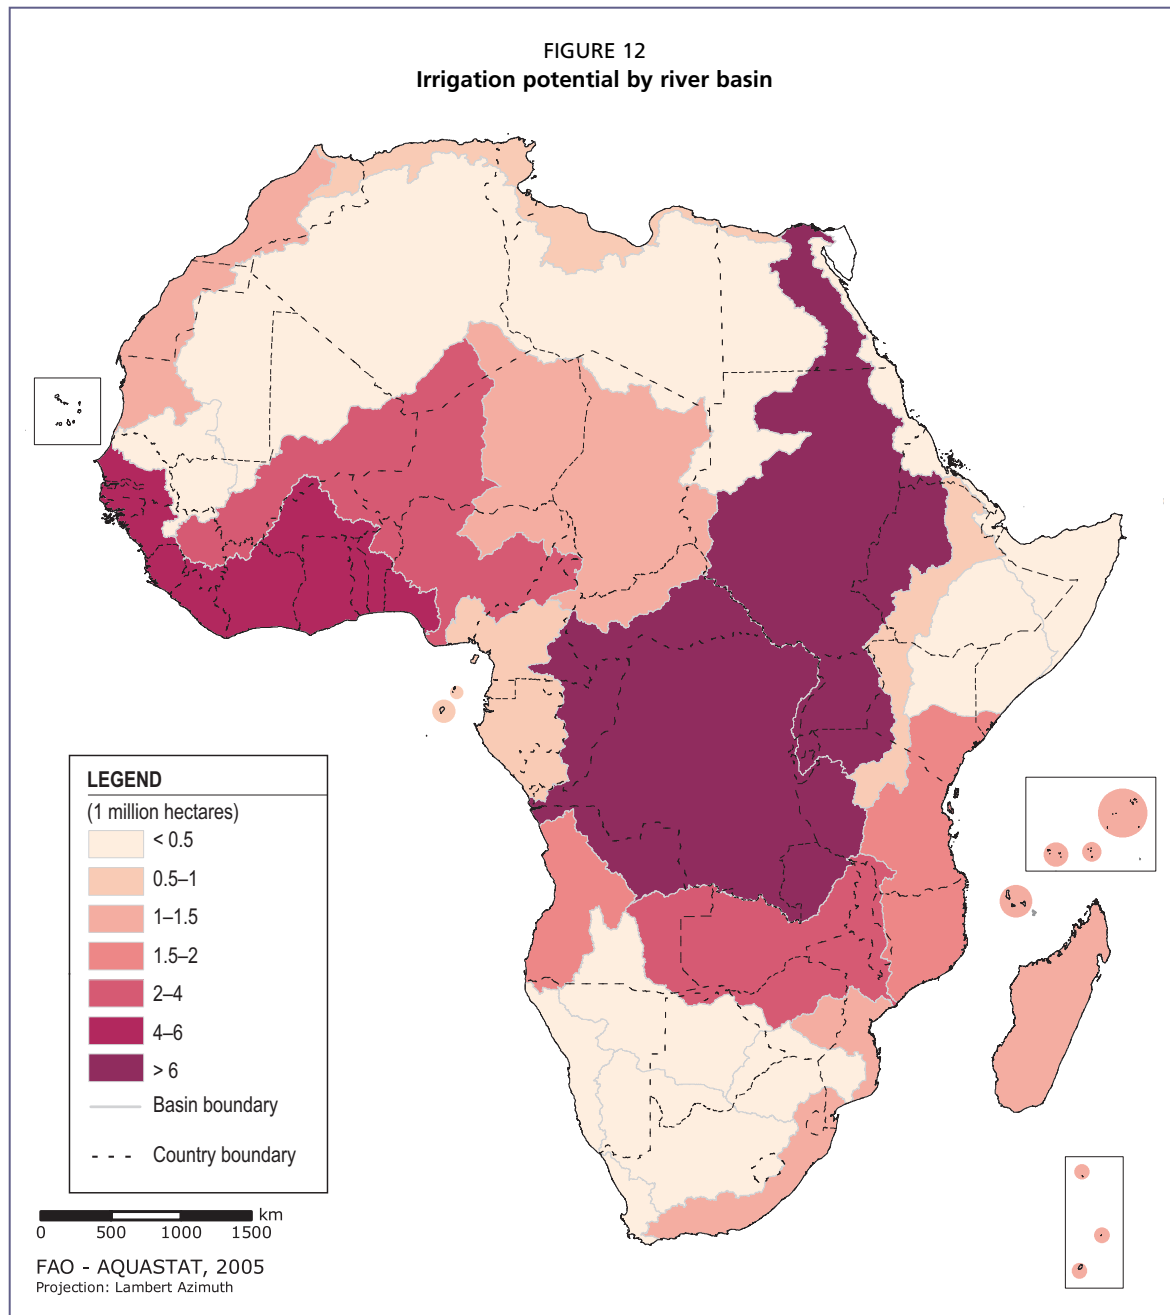 FIGURE 12
Irrigation potential by river basin
LEGEND
(1 million hectares)
< 0.5
0.5–1
1–1.5
1.5–2
2–4
4–6
> 6
Basin boundary
Country boundary
km
0 500 1000 1500
FAO - AQUASTAT, 2005
Projection: Lambert Azimuth